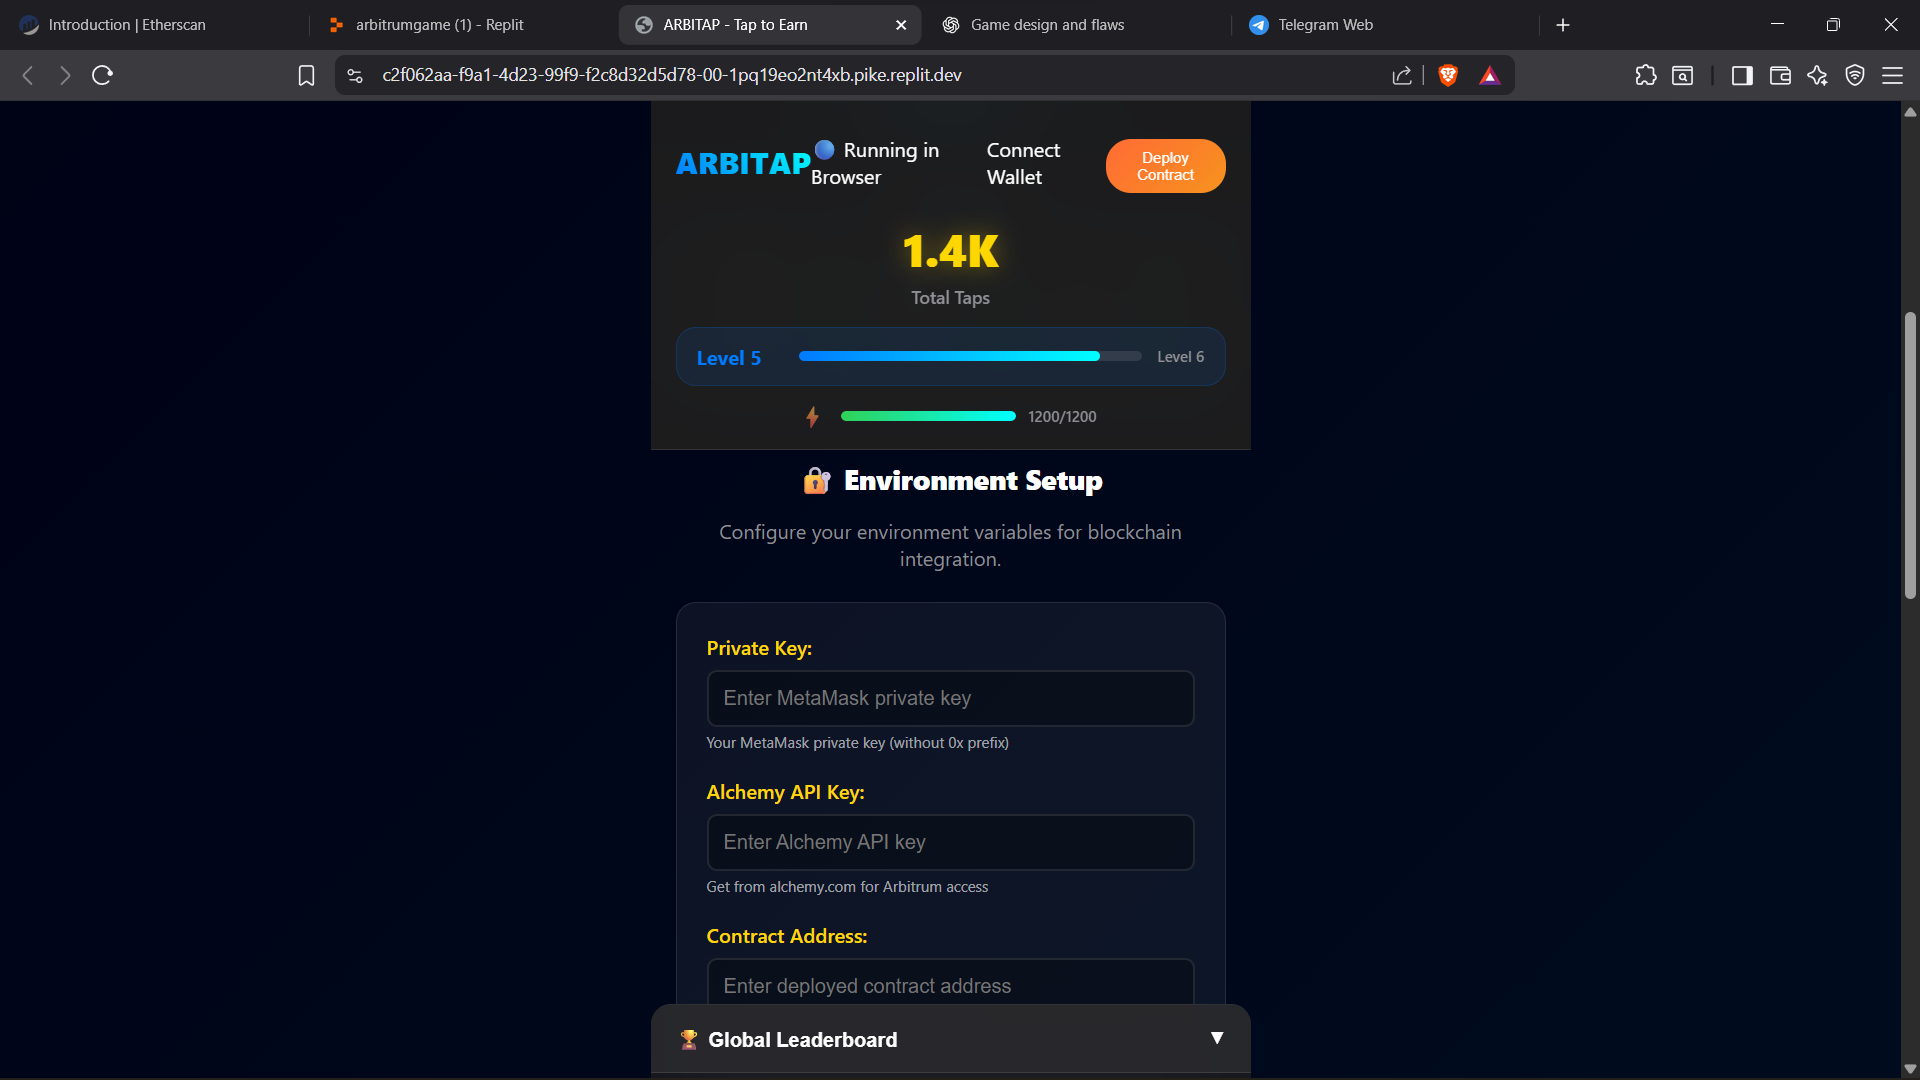 Introduction | Etherscan
arbitrumgame (1) - Replit
ARBITAP - Tap to Earn
Game design and flaws
Telegram Web
c2f062aa-f9a1-4d23-99f9-f2c8d32d5d78-00-1pq19eo2nt4xb.pike.replit.dev
ARBITAP
Running in
Browser
Connect
Wallet
Deploy
Contract
1.4K
Total Taps
Level 5
Level 6
1200/1200
Environment Setup
Configure your environment variables for blockchain
integration.
Private Key:
Enter MetaMask private key
Your MetaMask private key (without 0x prefix)
Alchemy API Key:
Enter Alchemy API key
Get from alchemy.com for Arbitrum access
Contract Address:
Enter deployed contract address
Global Leaderboard